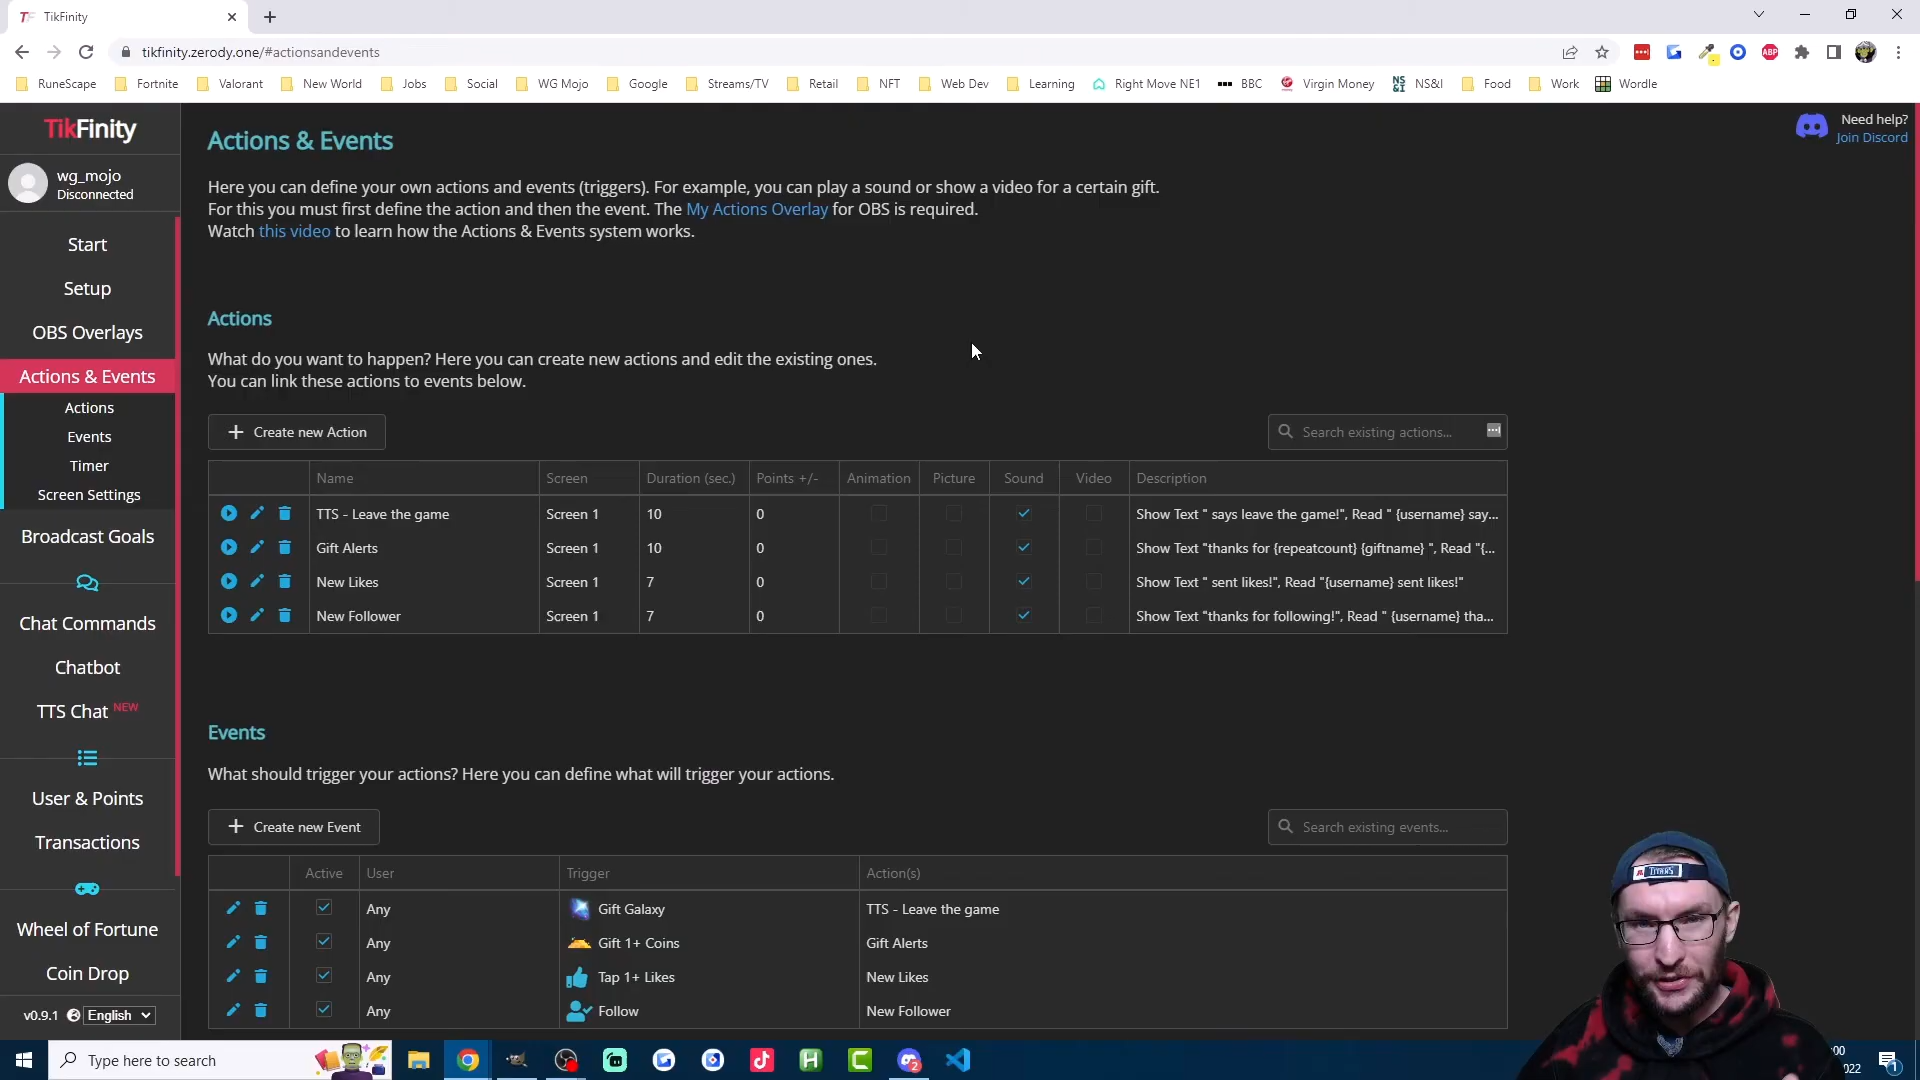 TikFinity
tikfinity.zerody.one/#actionsandevents
RuneScape Fortnite Valorant New World Jobs Social WG Mojo Google Streams/TV Retail NFT Web Dev Learning Right Move NE1 BBC Virgin Money NS&I Food Work Wordle
TikFinity
wg_mojo
Disconnected
Start
Setup
OBS Overlays
Actions & Events
Actions
Events
Timer
Screen Settings
Broadcast Goals
Chat Commands
Chatbot
TTS Chat NEW
User & Points
Transactions
Wheel of Fortune
Coin Drop
v0.9.1 English
Need help?
Join Discord
Actions & Events
Here you can define your own actions and events (triggers). For example, you can play a sound or show a video for a certain gift.
For this you must first define the action and then the event. The My Actions Overlay for OBS is required.
Watch this video to learn how the Actions & Events system works.
Actions
What do you want to happen? Here you can create new actions and edit the existing ones.
You can link these actions to events below.
+ Create new Action
Search existing actions...
Name Screen Duration (sec.) Points +/- Animation Picture Sound Video Description
TTS - Leave the game Screen 1 10 0 Show Text " says leave the game!", Read " {username} say...
Gift Alerts Screen 1 10 0 Show Text "thanks for {repeatcount} {giftname} ", Read "{...
New Likes Screen 1 7 0 Show Text " sent likes!", Read "{username} sent likes!"
New Follower Screen 1 7 0 Show Text "thanks for following!", Read " {username} tha...
Events
What should trigger your actions? Here you can define what will trigger your actions.
+ Create new Event
Search existing events...
Active User Trigger Action(s)
Any Gift Galaxy TTS - Leave the game
Any Gift 1+ Coins Gift Alerts
Any Tap 1+ Likes New Likes
Any Follow New Follower
TITANS
Type here to search
:00
022